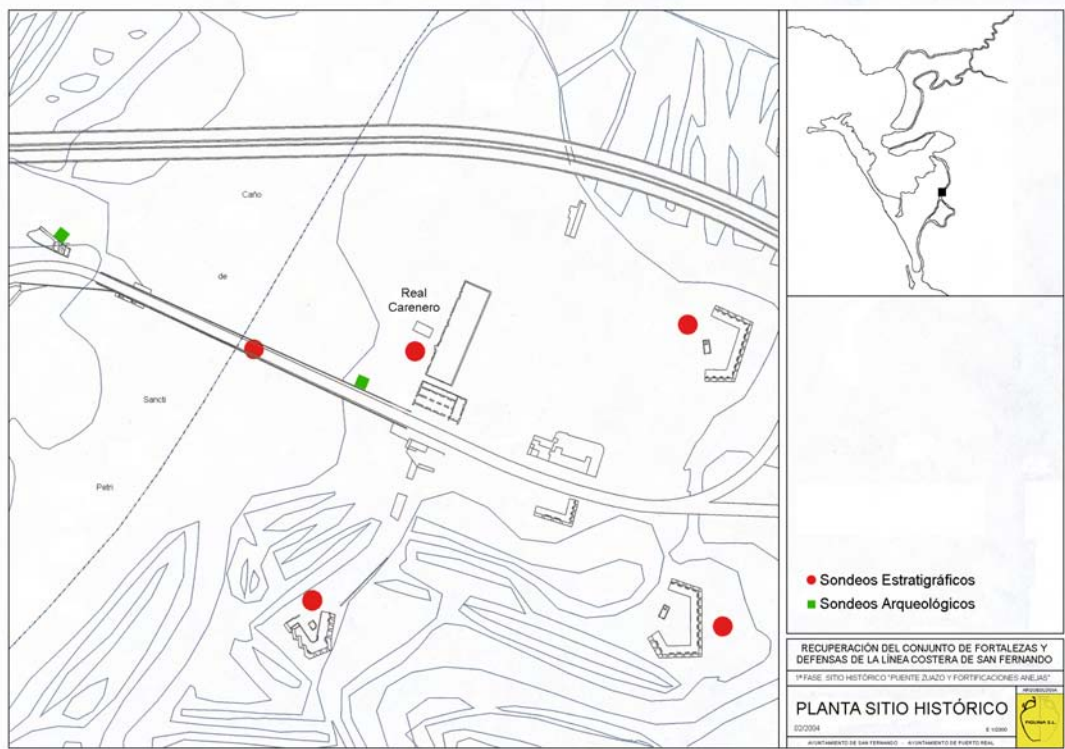 Caño
de
Sancti
Petri
Real
Carenero
Sondeos Estratigráficos
Sondeos Arqueológicos
RECUPERACIÓN DEL CONJUNTO DE FORTALEZAS Y
DEFENSAS DE LA LÍNEA COSTERA DE SAN FERNANDO
1ª FASE. SITIO HISTÓRICO "PUENTE ZUAZO Y FORTIFICACIONES ANEJAS"
PLANTA SITIO HISTÓRICO
02/2004
AYUNTAMIENTO DE SAN FERNANDO AYUNTAMIENTO DE PUERTO REAL
FIGLINA S.L.